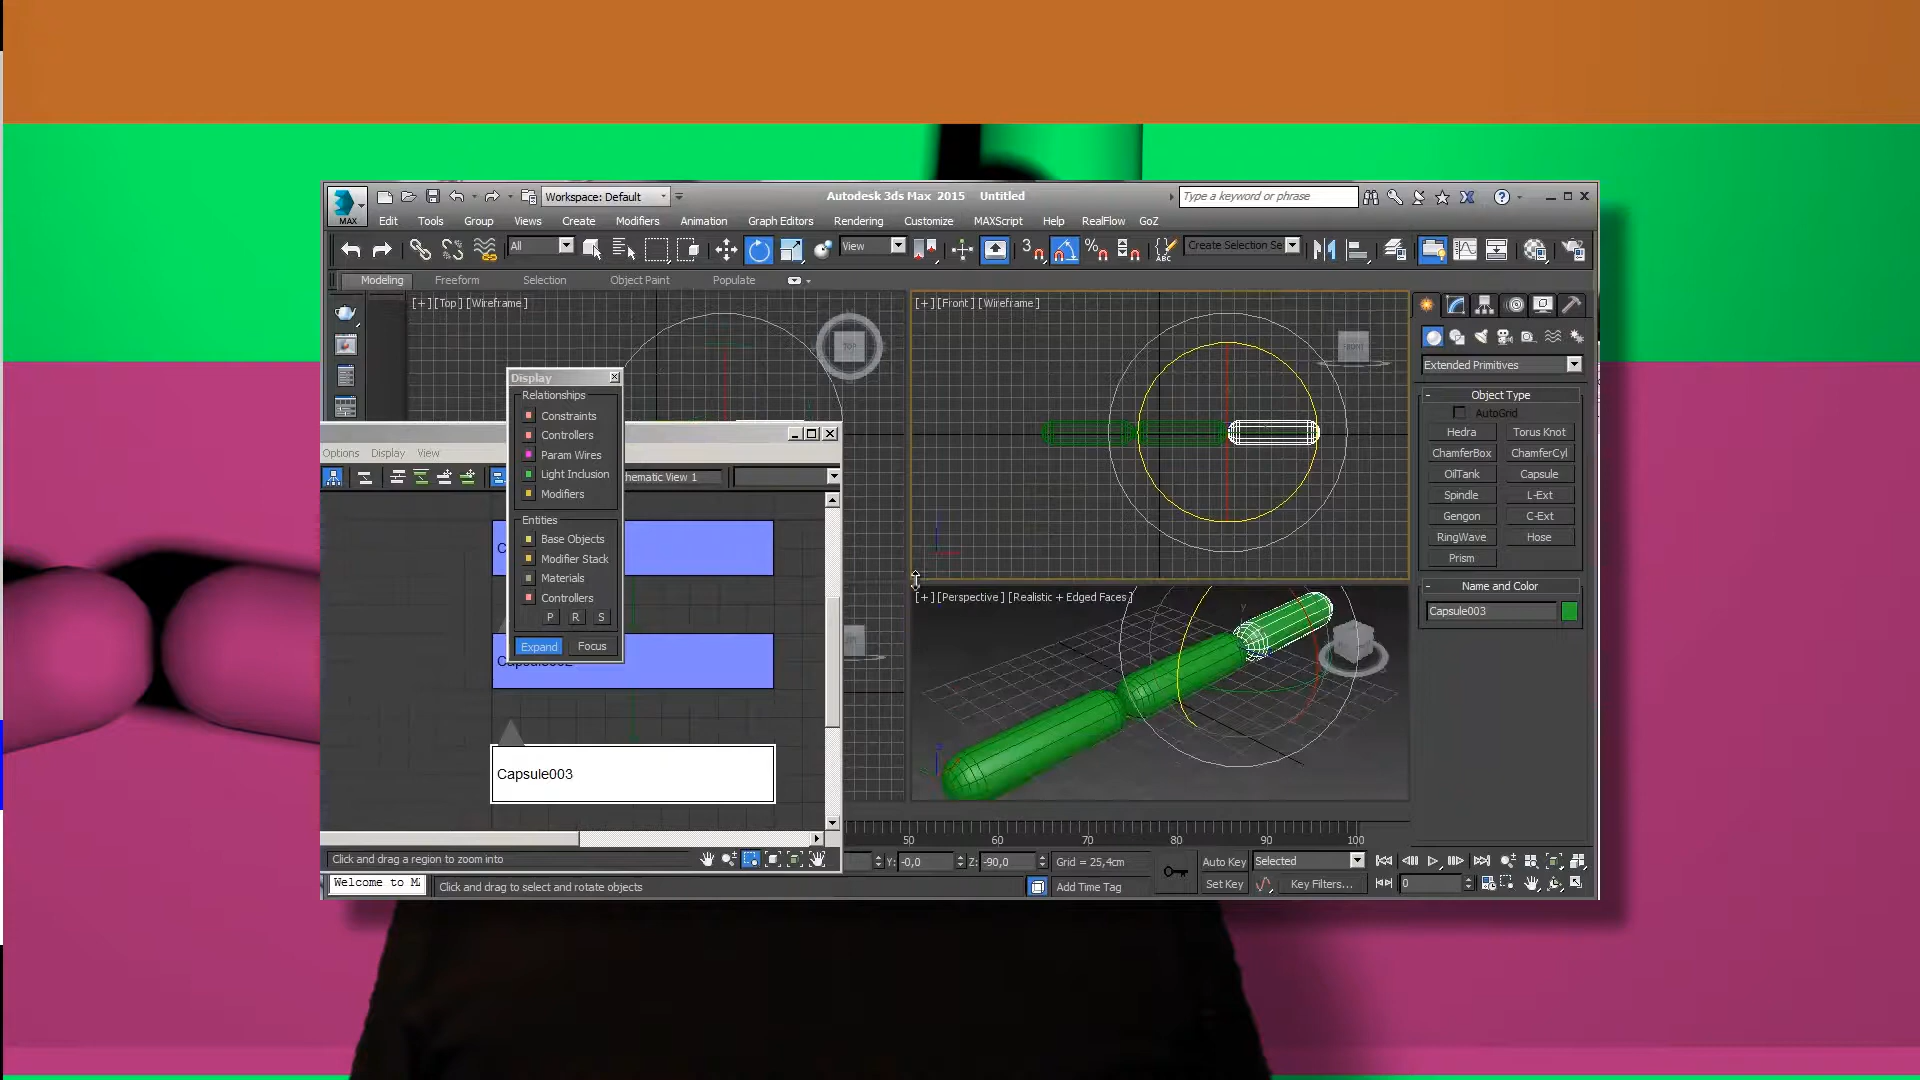 Workspace: Default
Autodesk 3ds Max 2015 Untitled
Type a keyword or phrase
MAX
Edit Tools Group Views Create Modifiers Animation Graph Editors Rendering Customize MAXScript Help RealFlow GoZ
All
View
3
%
ABC
Create Selection Se
Modeling Freeform Selection Object Paint Populate
[+] [Top] [Wireframe]
TOP
[+] [Front] [Wireframe]
FRONT
Extended Primitives
Object Type
AutoGrid
Hedra Torus Knot
ChamferBox ChamferCyl
OilTank Capsule
Spindle L-Ext
Gengon C-Ext
RingWave Hose
Prism
Name and Color
Capsule003
Display
Relationships
Constraints
Controllers
Param Wires
Light Inclusion
Modifiers
Entities
Base Objects
Modifier Stack
Materials
Controllers
P R S
Expand Focus
Options Display View
hematic View 1
Capsule002
Capsule003
[+] [Perspective] [Realistic + Edged Faces]
50 60 70 80 90 100
Click and drag a region to zoom into
Y: -0,0 Z: -90,0 Grid = 25,4cm
Auto Key Selected
Welcome to M
Click and drag to select and rotate objects
Add Time Tag
Set Key Key Filters... 0